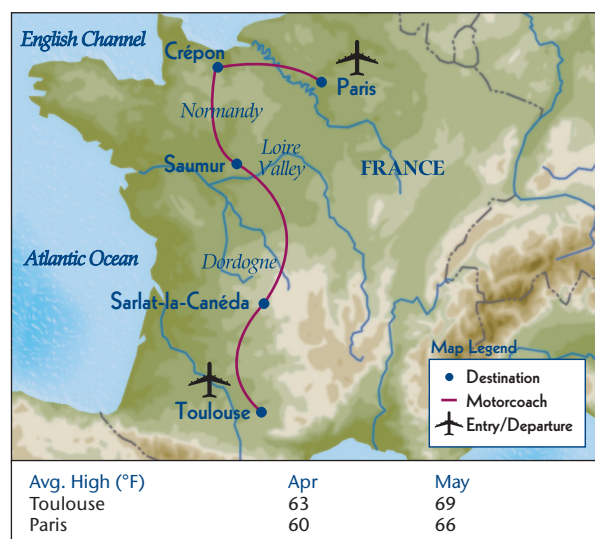 English Channel
Crépon
Paris
Normandy
Loire
Valley
Saumur
FRANCE
Atlantic Ocean
Dordogne
Sarlat-la-Canéda
Toulouse
Map Legend
Destination
Motorcoach
Entry/Departure
Avg. High (°F) Apr May
Toulouse 63 69
Paris 60 66